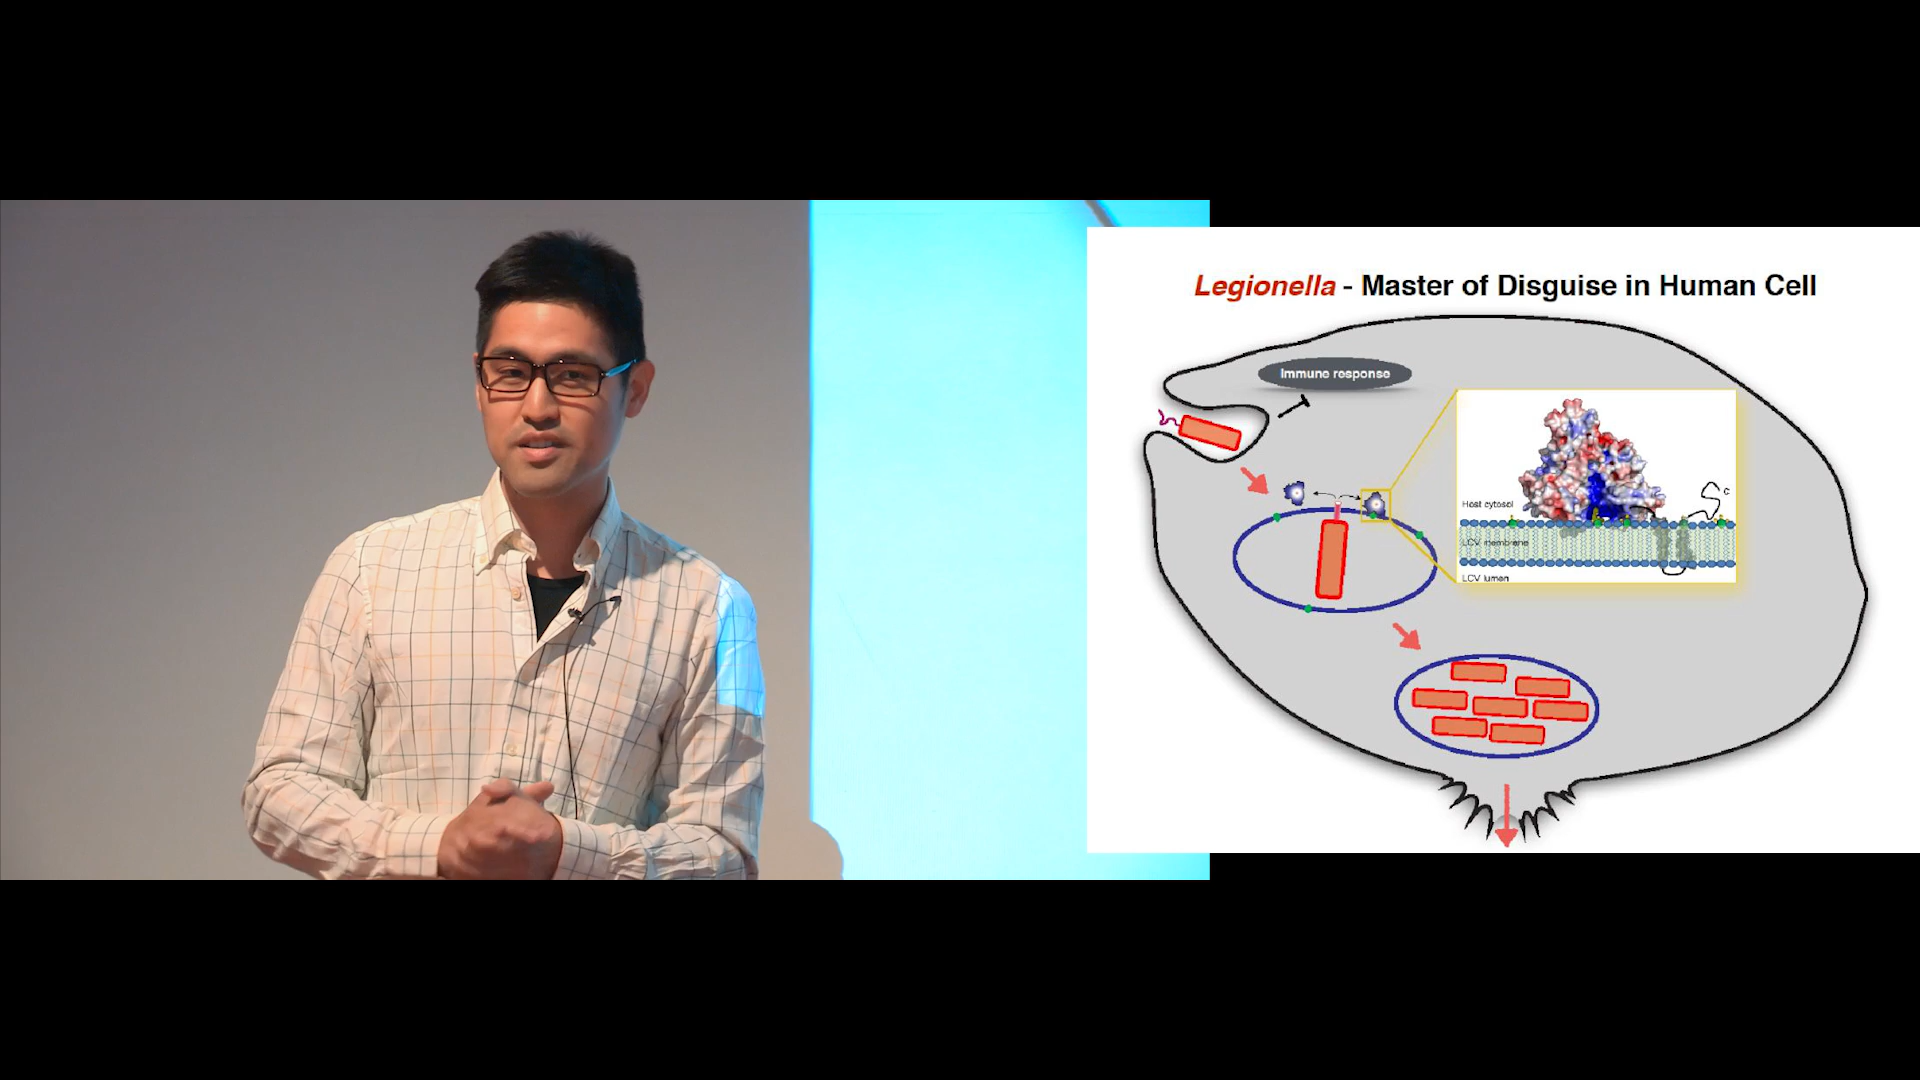 Legionella - Master of Disguise in Human Cell
Immune response
Host cytosol
C
LCV membrane
LCV lumen